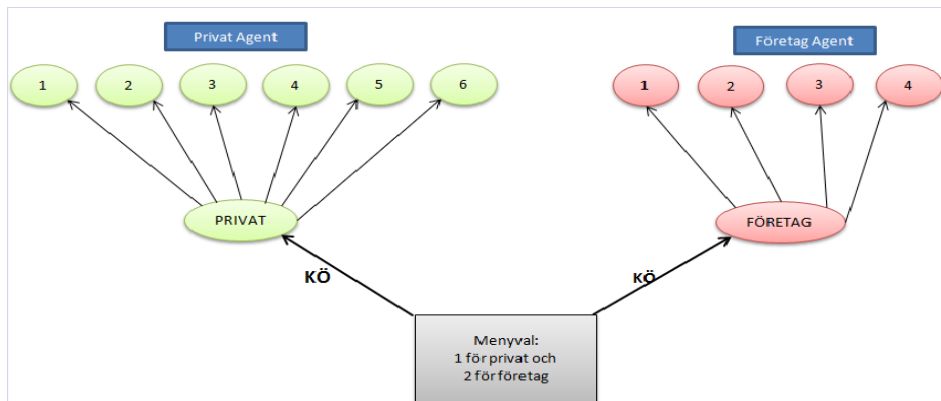 Privat Agent
Företag Agent
1 2 3 4 5 6
1 2 3 4
PRIVAT
FÖRETAG
KÖ
KÖ
Menyval:
1 för privat och
2 för företag